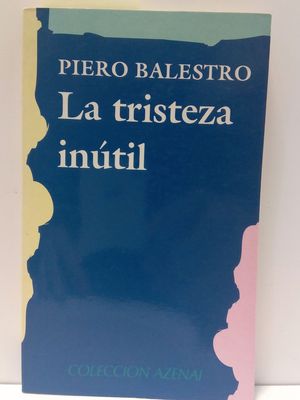 PIERO BALESTRO
La tristeza
inútil
COLECCION AZENAI